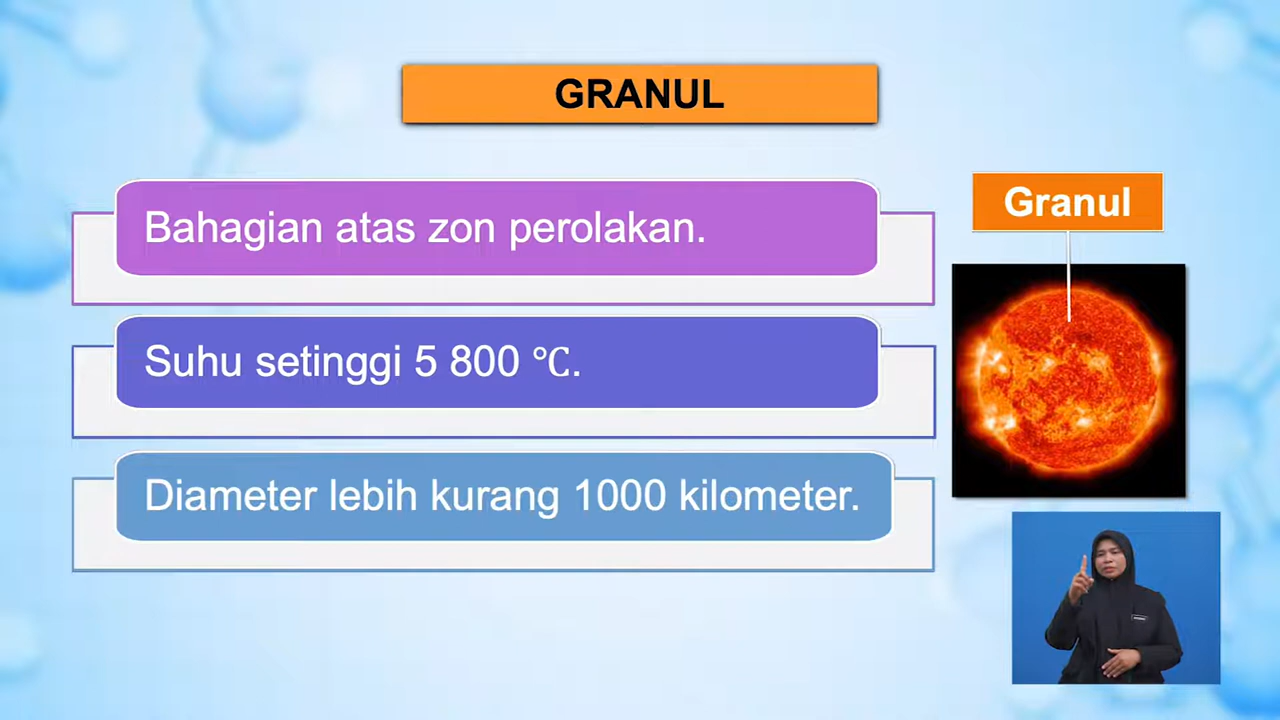 GRANUL
Bahagian atas zon perolakan.
Suhu setinggi 5 800 ℃.
Diameter lebih kurang 1000 kilometer.
Granul